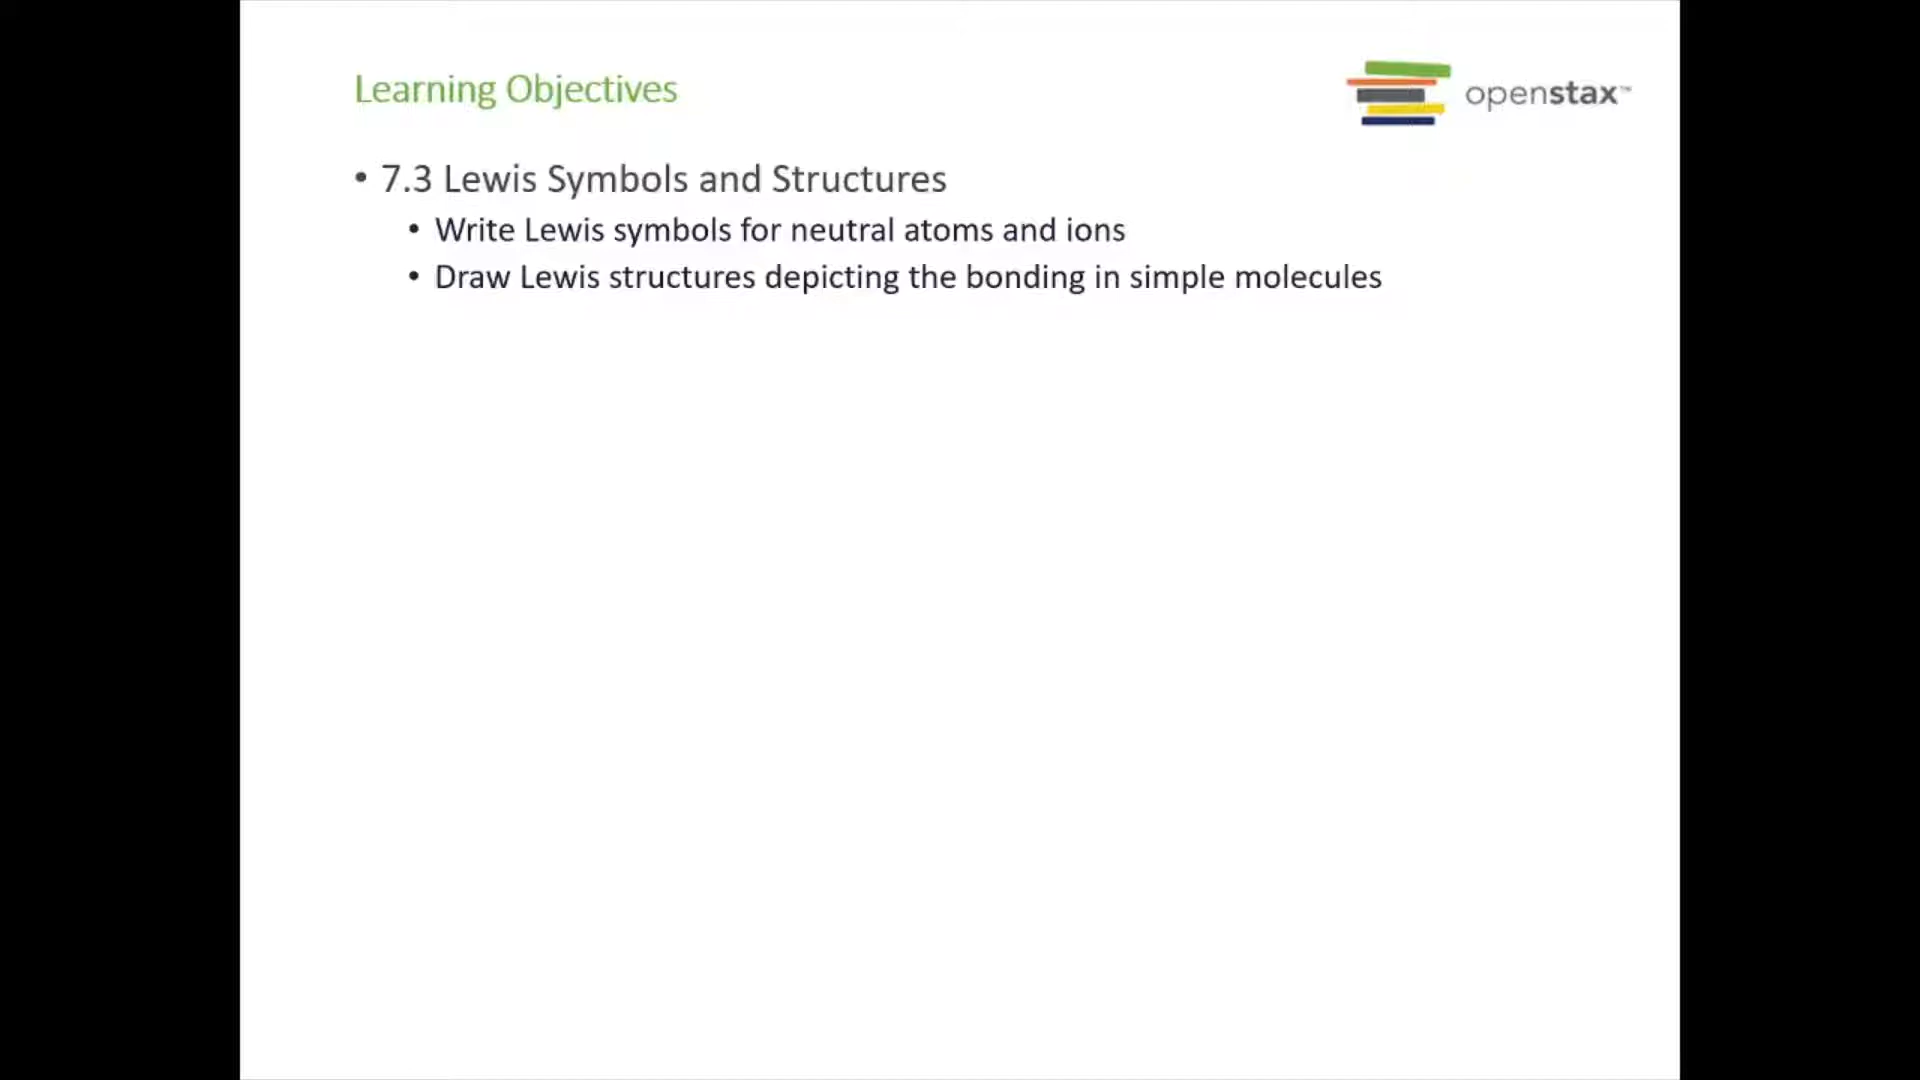 Learning Objectives
openstax™
• 7.3 Lewis Symbols and Structures
• Write Lewis symbols for neutral atoms and ions
• Draw Lewis structures depicting the bonding in simple molecules